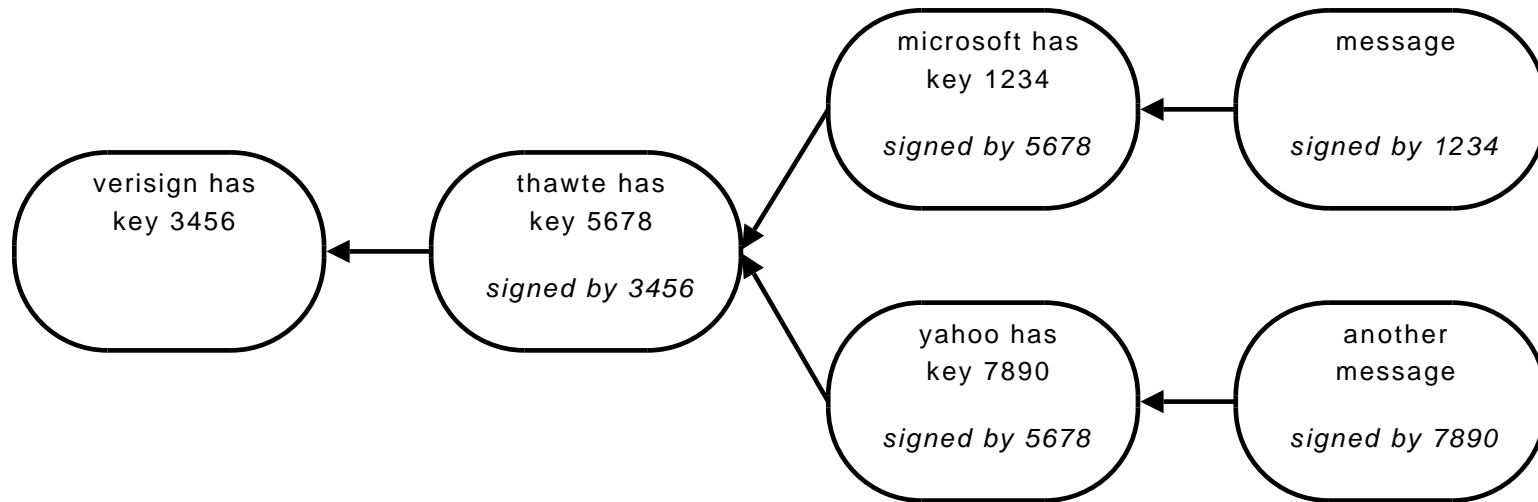 verisign has
key 3456
thawte has
key 5678
signed by 3456
microsoft has
key 1234
signed by 5678
message
signed by 1234
yahoo has
key 7890
signed by 5678
another
message
signed by 7890